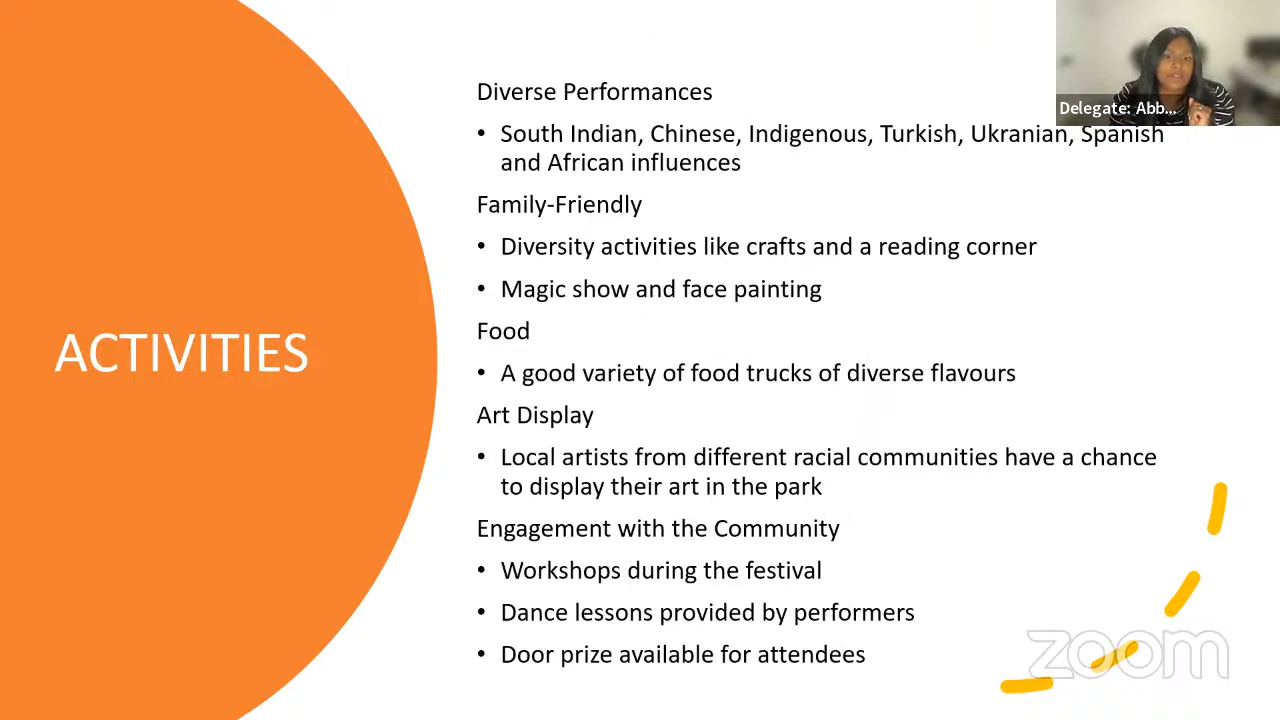 ACTIVITIES
Diverse Performances
• South Indian, Chinese, Indigenous, Turkish, Ukranian, Spanish
and African influences
Family-Friendly
• Diversity activities like crafts and a reading corner
• Magic show and face painting
Food
• A good variety of food trucks of diverse flavours
Art Display
• Local artists from different racial communities have a chance
to display their art in the park
Engagement with the Community
• Workshops during the festival
• Dance lessons provided by performers
• Door prize available for attendees
Delegate: Abb...
zoom